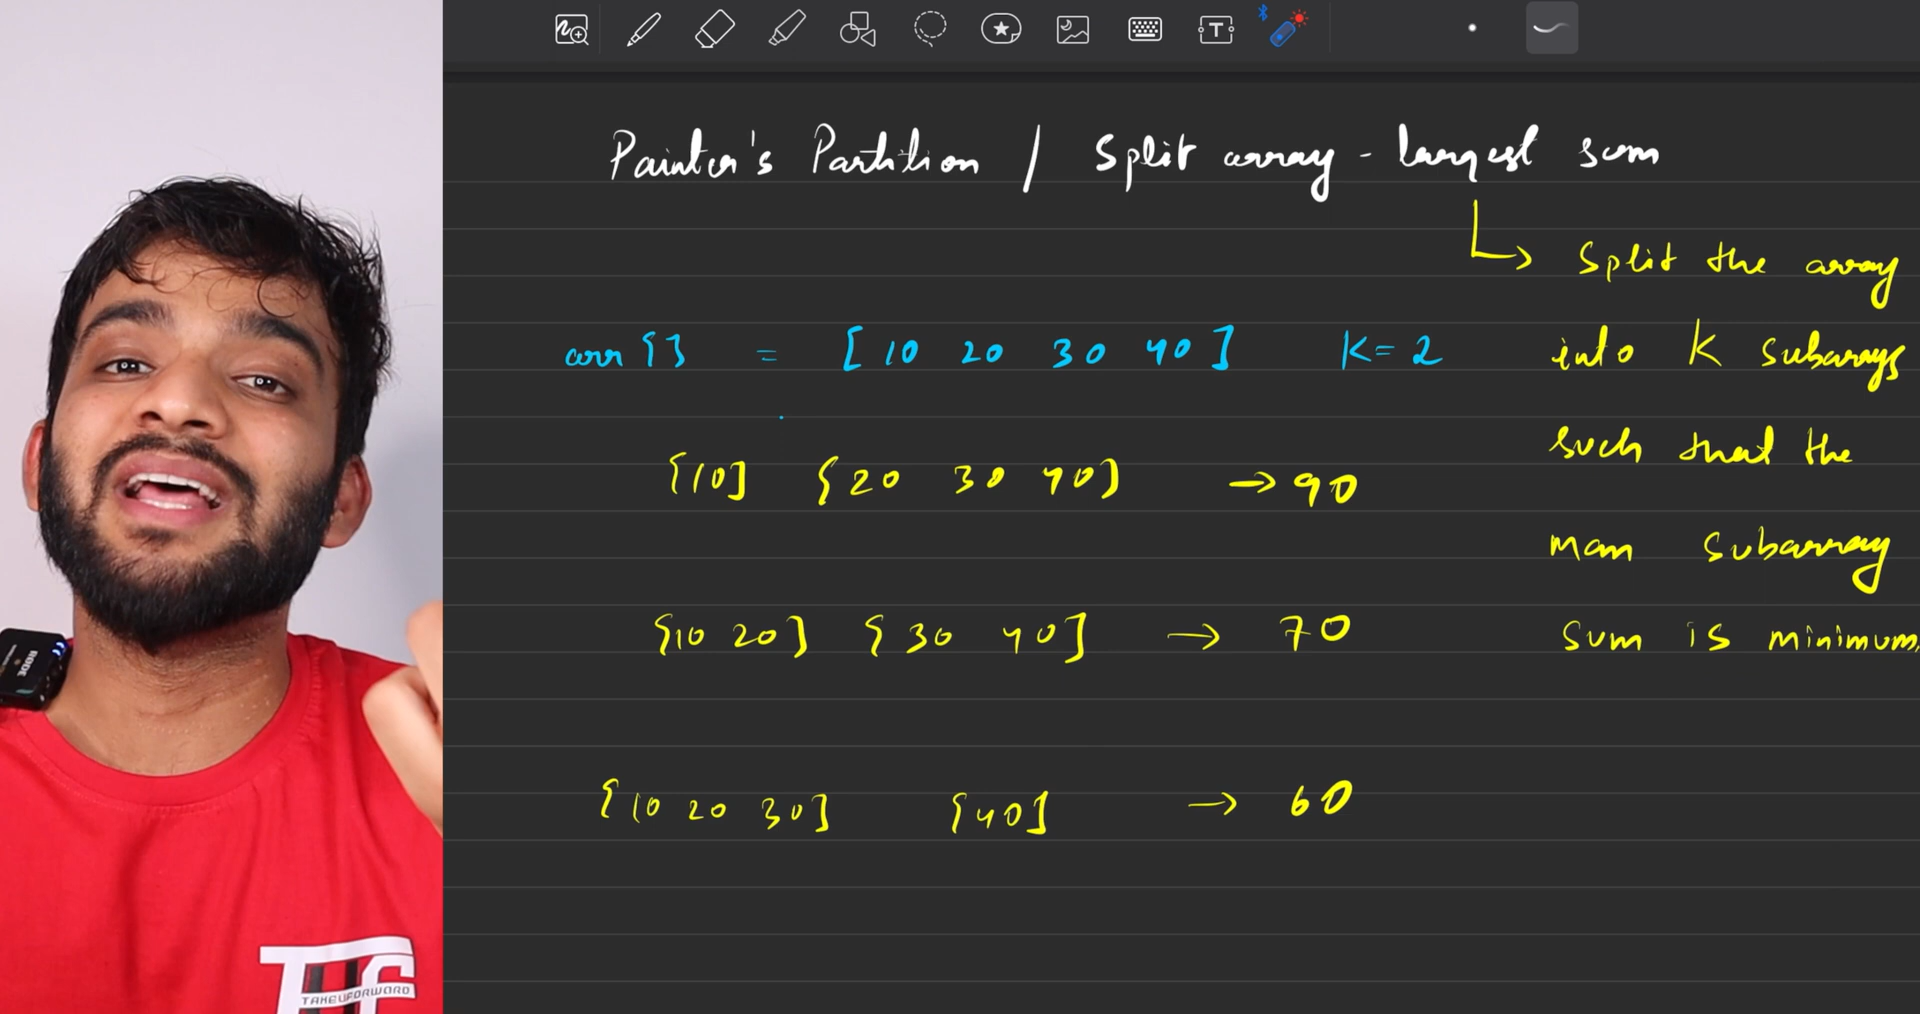 Painter's Partition / Split array - largest sum
Split the array
into K subarrays
such that the
max subarray
sum is minimum.
arr [ ] = [ 10 20 30 40 ] K = 2
[10] [20 30 40] → 90
[10 20] [30 40] → 70
[10 20 30] [40] → 60
T
RODE
TUF
TAKEUFORWARD